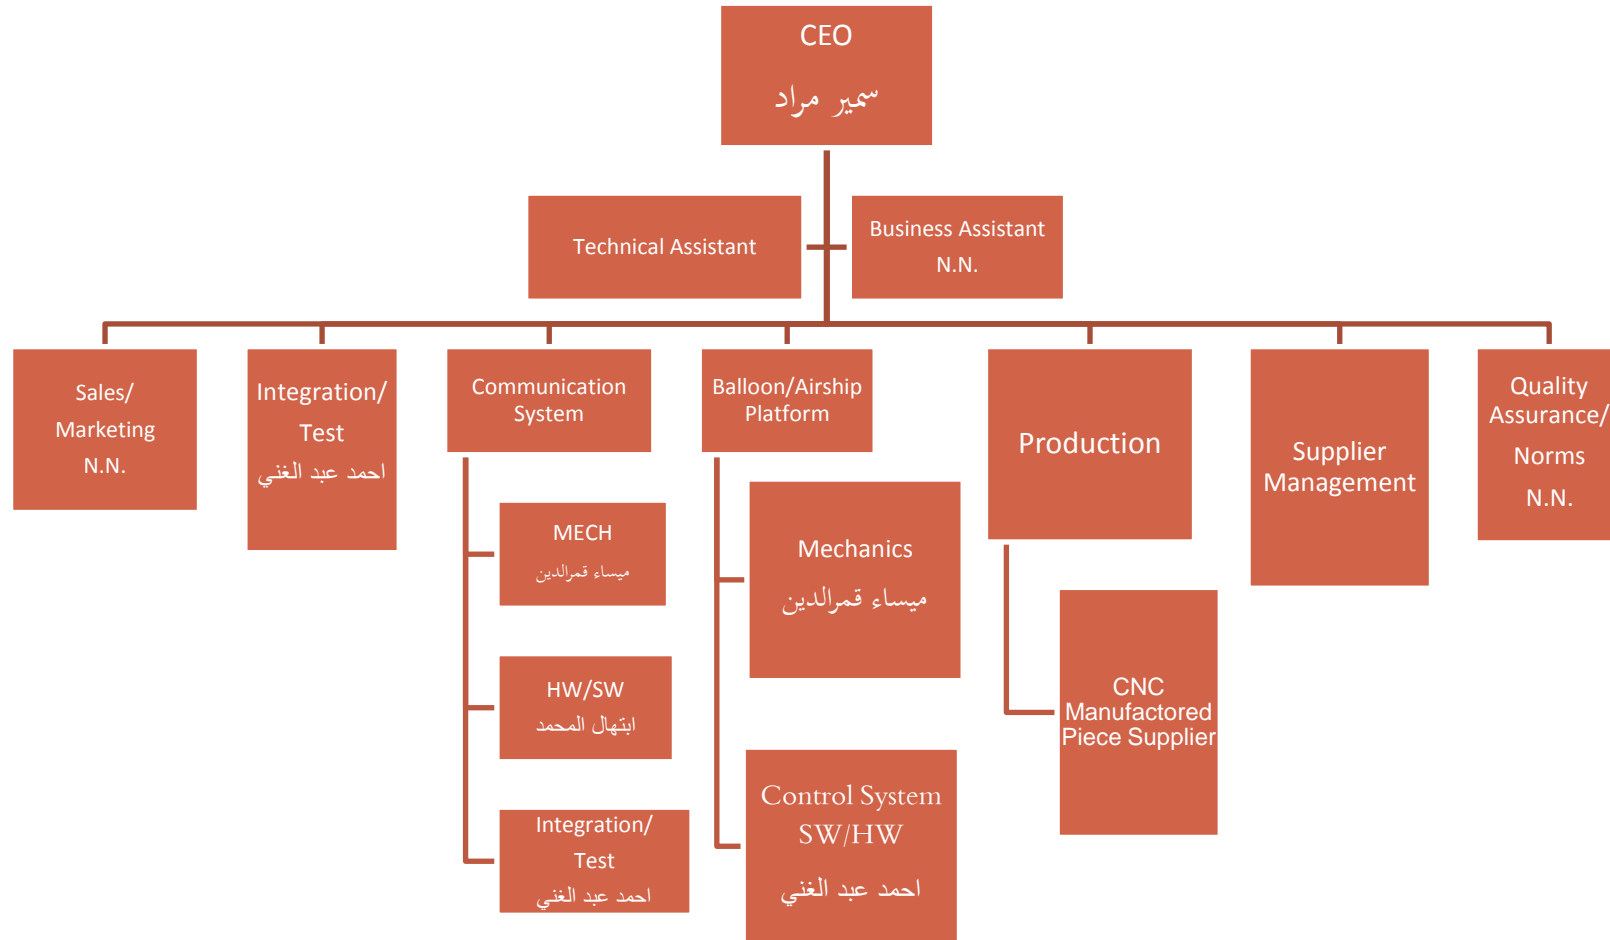 CEO
سمير مراد
Technical Assistant
Business Assistant
N.N.
Sales/
Marketing
N.N.
Integration/
Test
احمد عبد الغني
Communication
System
MECH
ميساء قمرالدين
HW/SW
ابتهال المحمد
Integration/
Test
احمد عبد الغني
Balloon/Airship
Platform
Mechanics
ميساء قمرالدين
Control System
SW/HW
احمد عبد الغني
Production
CNC
Manufactored
Piece Supplier
Supplier
Management
Quality
Assurance/
Norms
N.N.